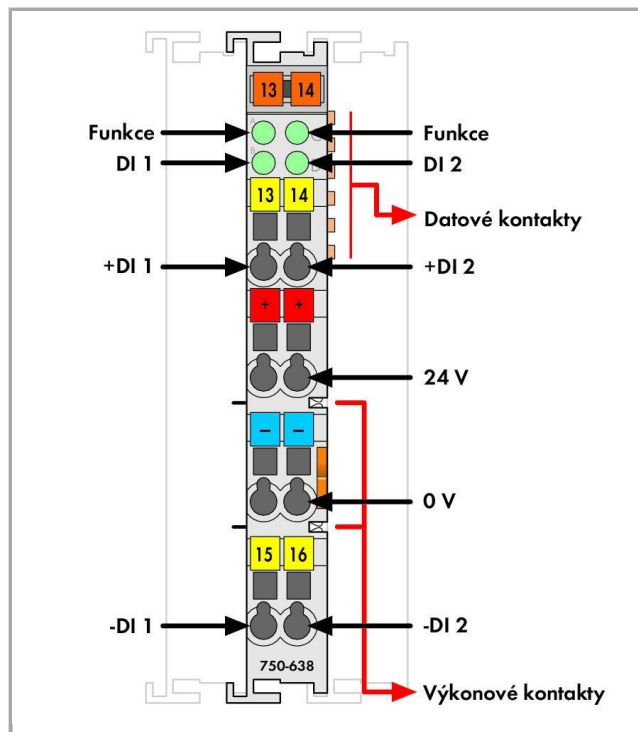 13 14
A C
Funkce Funkce
B D
DI 1 DI 2
13 14
Datové kontakty
+DI 1 +DI 2
+ +
24 V
– –
0 V
15 16
-DI 1 -DI 2
750-638
Výkonové kontakty